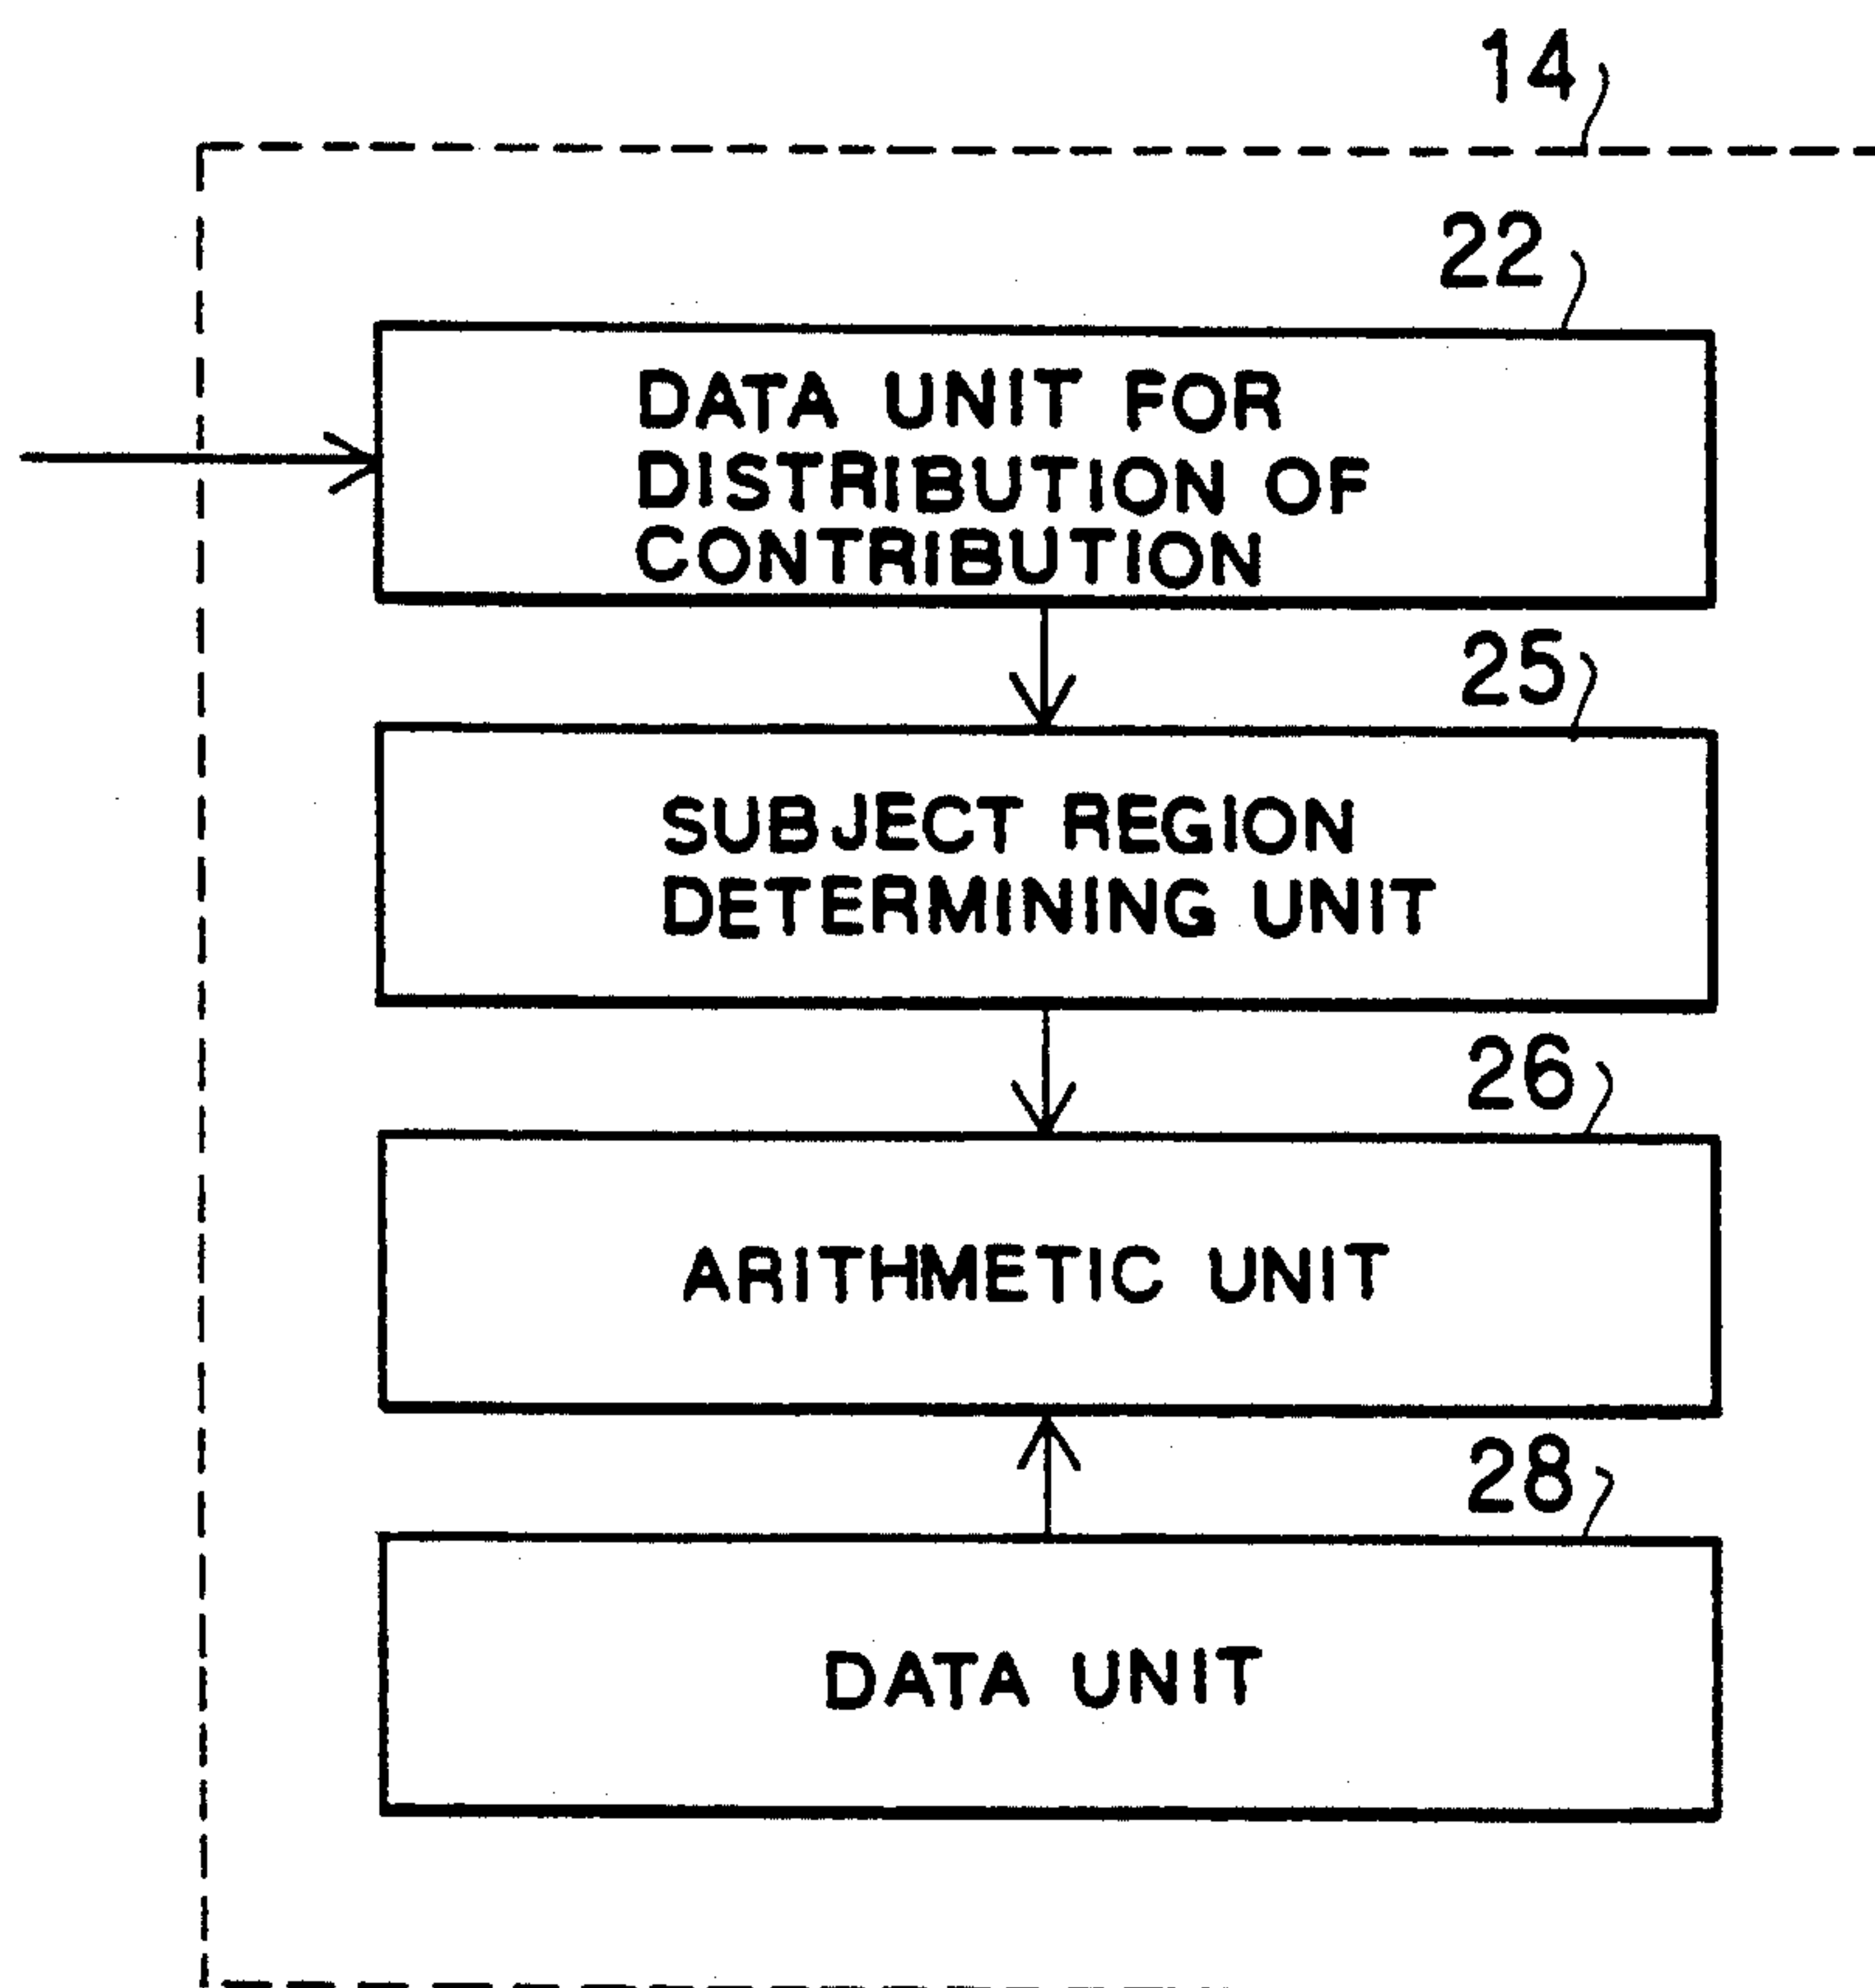 14
22
DATA UNIT FOR
DISTRIBUTION OF
CONTRIBUTION
25
SUBJECT REGION
DETERMINING UNIT
26
ARITHMETIC UNIT
28
DATA UNIT